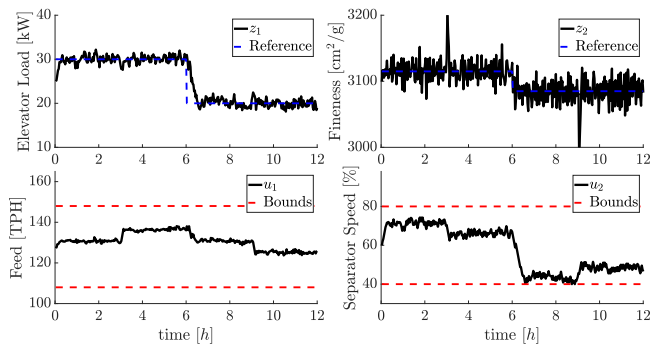 Elevator Load [kW]
40
30
20
10
0 2 4 6 8 10 12
z1
Reference
Fineness [cm²/g]
3200
3100
3000
0 2 4 6 8 10 12
z2
Reference
Feed [TPH]
160
140
120
100
0 2 4 6 8 10 12
time [h]
u1
Bounds
Separator Speed [%]
80
60
40
0 2 4 6 8 10 12
time [h]
u2
Bounds